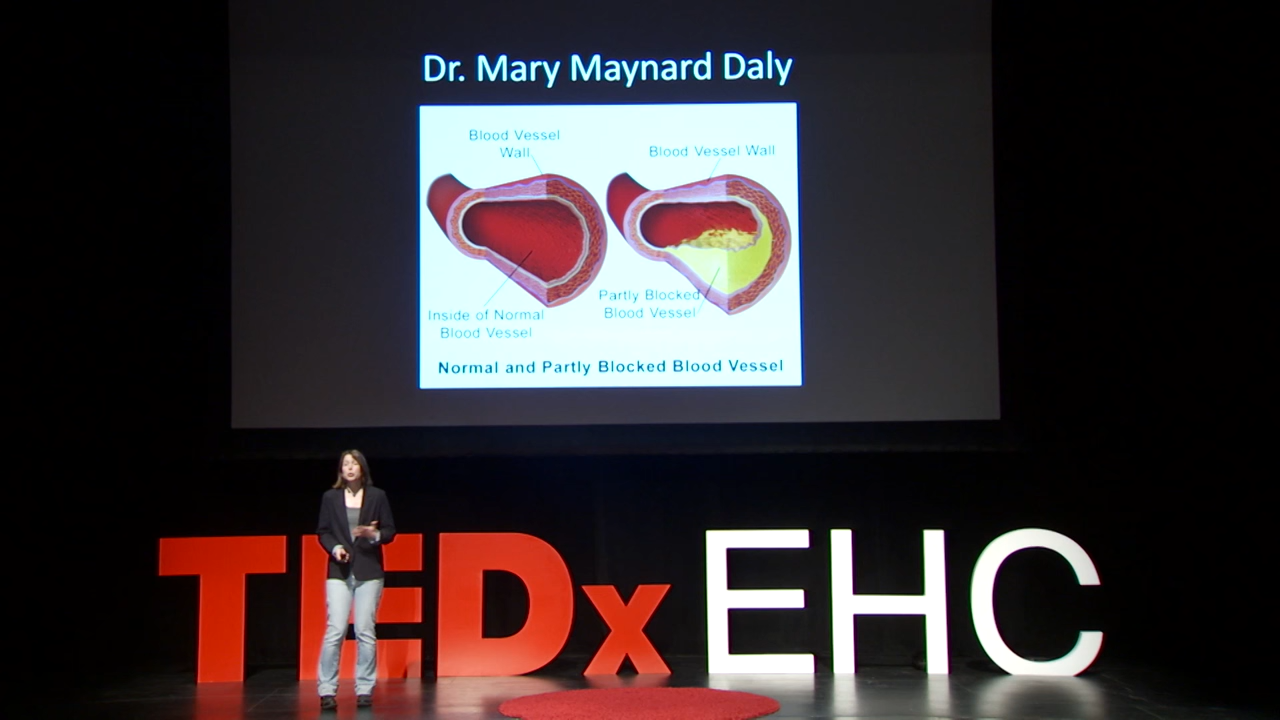 Dr. Mary Maynard Daly
Blood Vessel
Wall
Blood Vessel Wall
Inside of Normal
Blood Vessel
Partly Blocked
Blood Vessel
Normal and Partly Blocked Blood Vessel
TEDx EHC